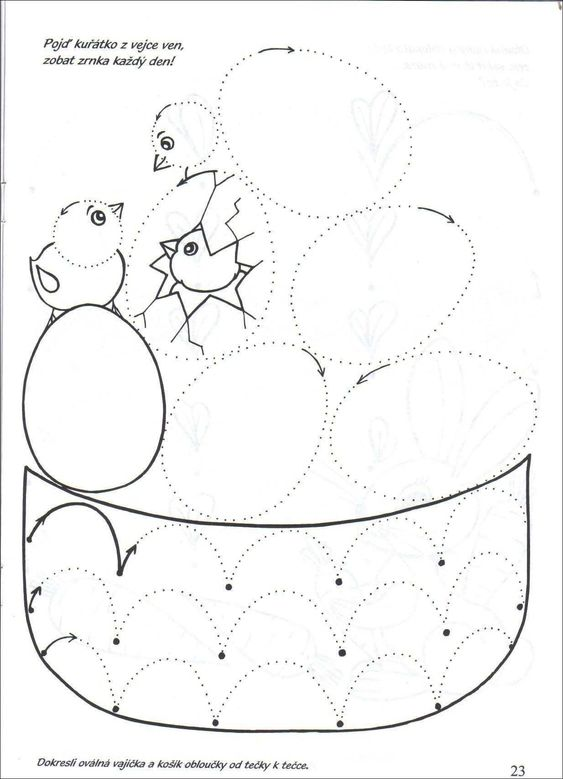 Pojď kuřátko z vejce ven,
zobat zrnka každý den!
Dokresli oválná vajíčka a košík obloučky od tečky k tečce.
23